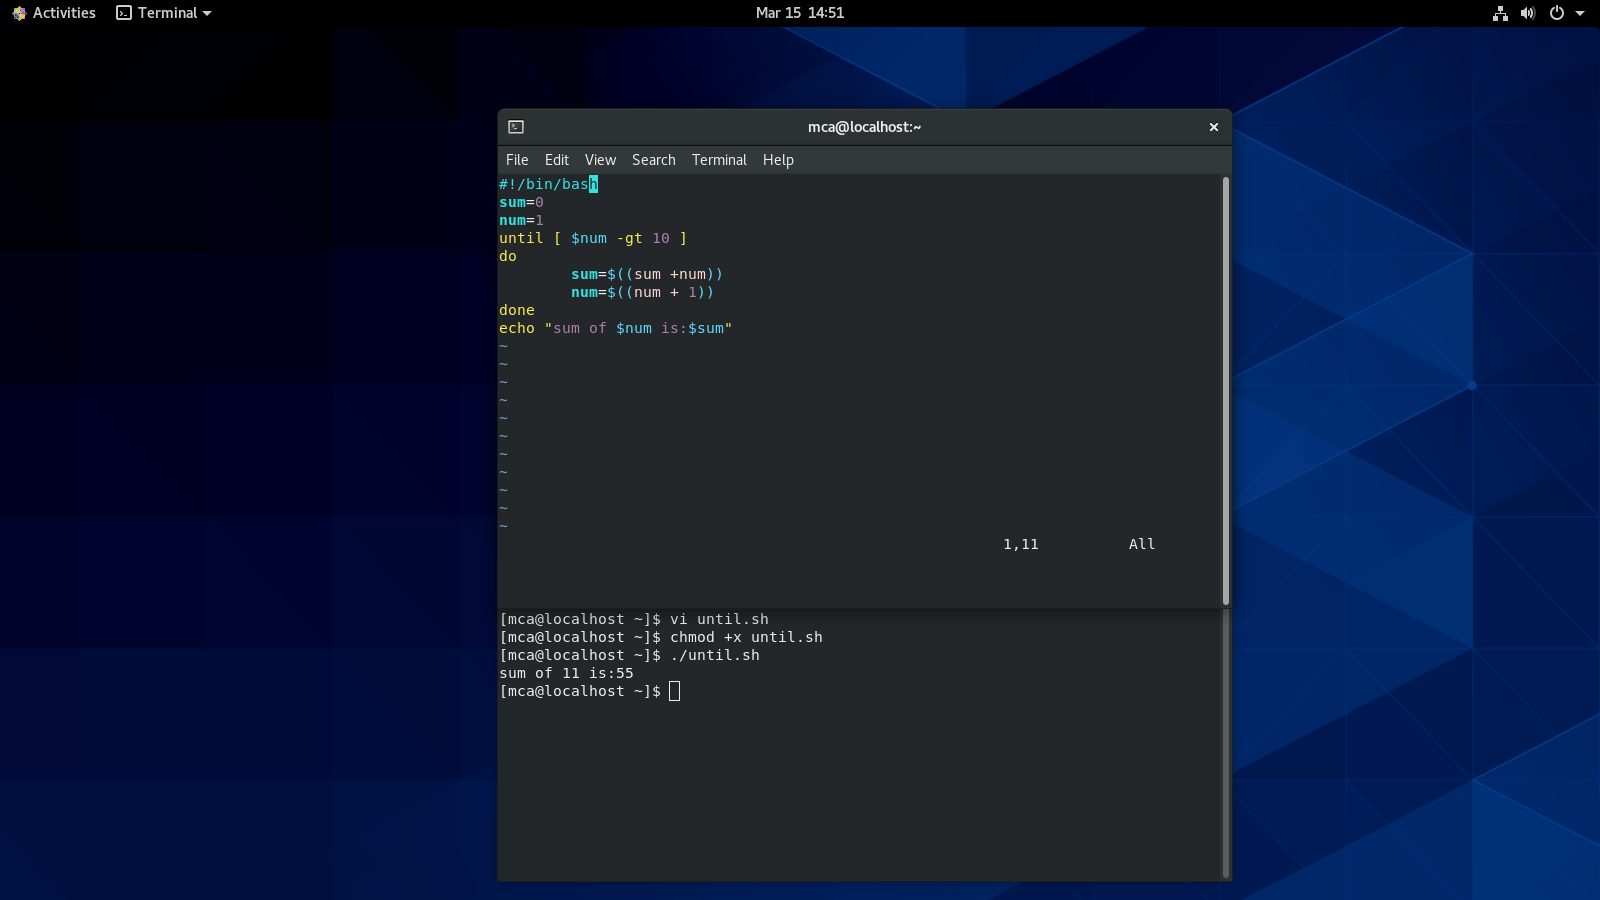 Activities Terminal Mar 15 14:51
mca@localhost:~
File Edit View Search Terminal Help
#!/bin/bash
sum=0
num=1
until [ $num -gt 10 ]
do
        sum=$((sum +num))
        num=$((num + 1))
done
echo "sum of $num is:$sum"
~
~
~
~
~
~
~
~
~
~
~
1,11 All
[mca@localhost ~]$ vi until.sh
[mca@localhost ~]$ chmod +x until.sh
[mca@localhost ~]$ ./until.sh
sum of 11 is:55
[mca@localhost ~]$